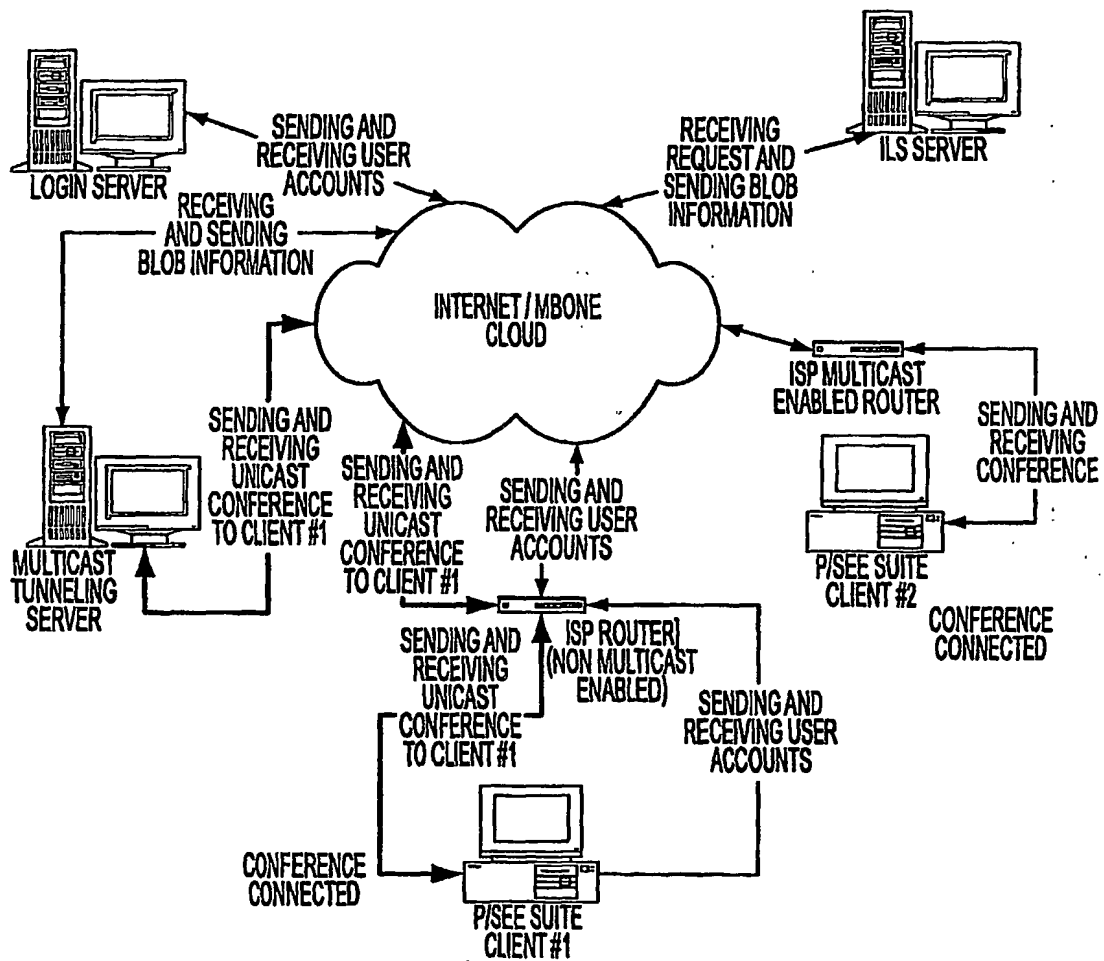 LOGIN SERVER
SENDING AND
RECEIVING USER
ACCOUNTS
RECEIVING
REQUEST AND
SENDING BLOB
INFORMATION
ILS SERVER
RECEIVING
AND SENDING
BLOB INFORMATION
INTERNET / MBONE
CLOUD
ISP MULTICAST
ENABLED ROUTER
SENDING AND
RECEIVING
CONFERENCE
P/SEE SUITE
CLIENT #2
CONFERENCE
CONNECTED
MULTICAST
TUNNELING
SERVER
SENDING AND
RECEIVING
UNICAST
CONFERENCE
TO CLIENT #1
SENDING AND
RECEIVING
UNICAST
CONFERENCE
TO CLIENT #1
SENDING AND
RECEIVING USER
ACCOUNTS
ISP ROUTER]
(NON MULTICAST
ENABLED)
SENDING AND
RECEIVING
UNICAST
CONFERENCE
TO CLIENT #1
SENDING AND
RECEIVING USER
ACCOUNTS
CONFERENCE
CONNECTED
P/SEE SUITE
CLIENT #1